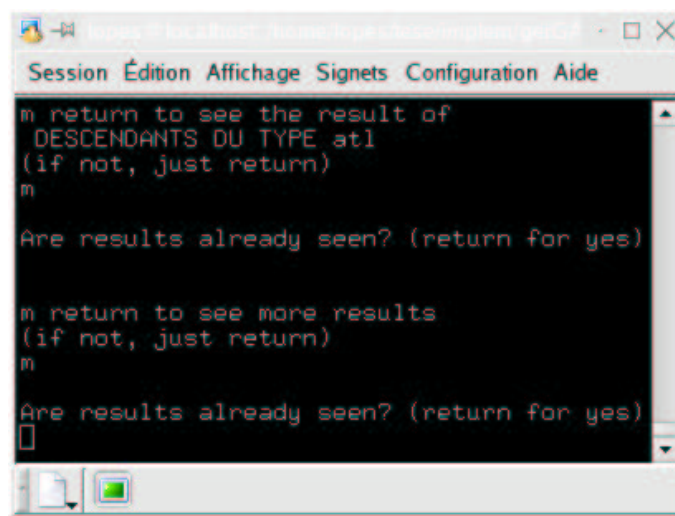 Session Édition Affichage Signets Configuration Aide
m return to see the result of
DESCENDANTS DU TYPE atl
(if not, just return)
m
Are results already seen? (return for yes)
m return to see more results
(if not, just return)
m
Are results already seen? (return for yes)